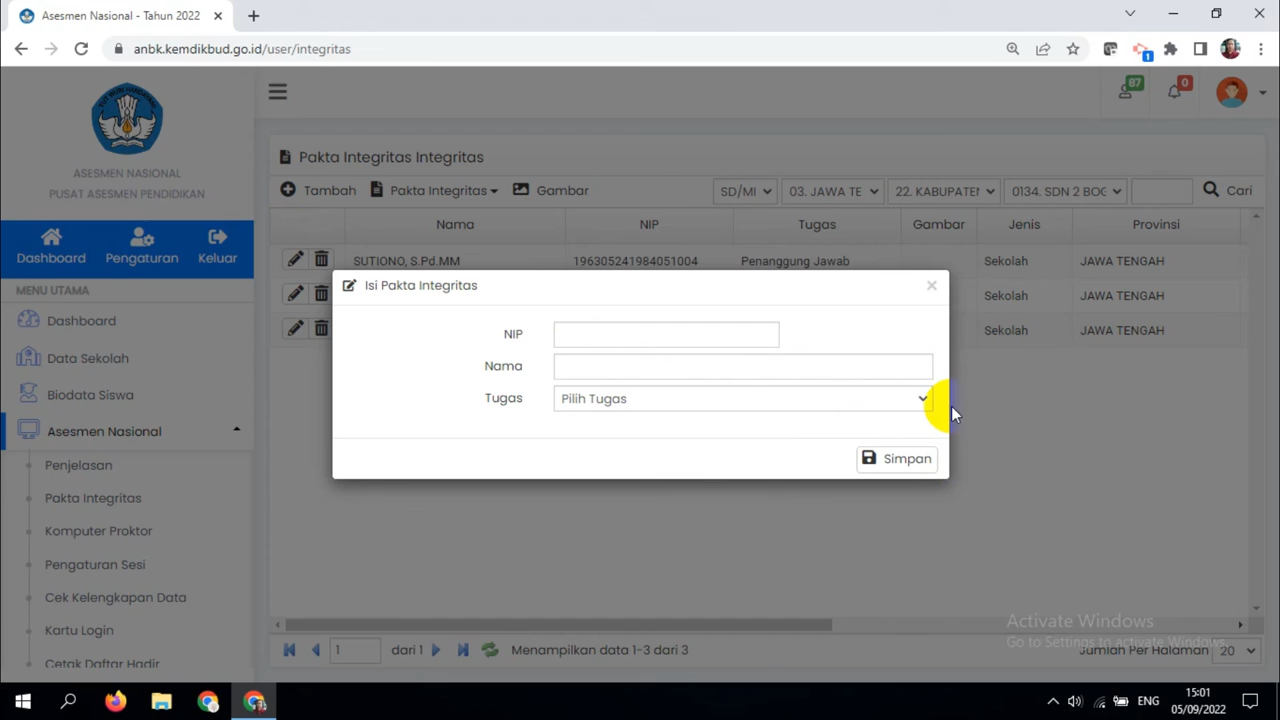 Asesmen Nasional - Tahun 2022
anbk.kemdikbud.go.id/user/integritas
1
87
0
ASESMEN NASIONAL
PUSAT ASESMEN PENDIDIKAN
Dashboard Pengaturan Keluar
MENU UTAMA
Dashboard
Data Sekolah
Biodata Siswa
Asesmen Nasional
Penjelasan
Pakta Integritas
Komputer Proktor
Pengaturan Sesi
Cek Kelengkapan Data
Kartu Login
Cetak Daftar Hadir
Pakta Integritas Integritas
Tambah Pakta Integritas Gambar SD/MI 03. JAWA TE 22. KABUPATEN 0134. SDN 2 BOG Cari
Nama NIP Tugas Gambar Jenis Provinsi
SUTIONO, S.Pd.MM 196305241984051004 Penanggung Jawab Sekolah JAWA TENGAH
Sekolah JAWA TENGAH
Sekolah JAWA TENGAH
Isi Pakta Integritas
NIP
Nama
Tugas Pilih Tugas
Simpan
Activate Windows
Go to Settings to activate Windows.
1 dari 1 Menampilkan data 1-3 dari 3 Jumlah Per Halaman 20
ENG 15:01
05/09/2022